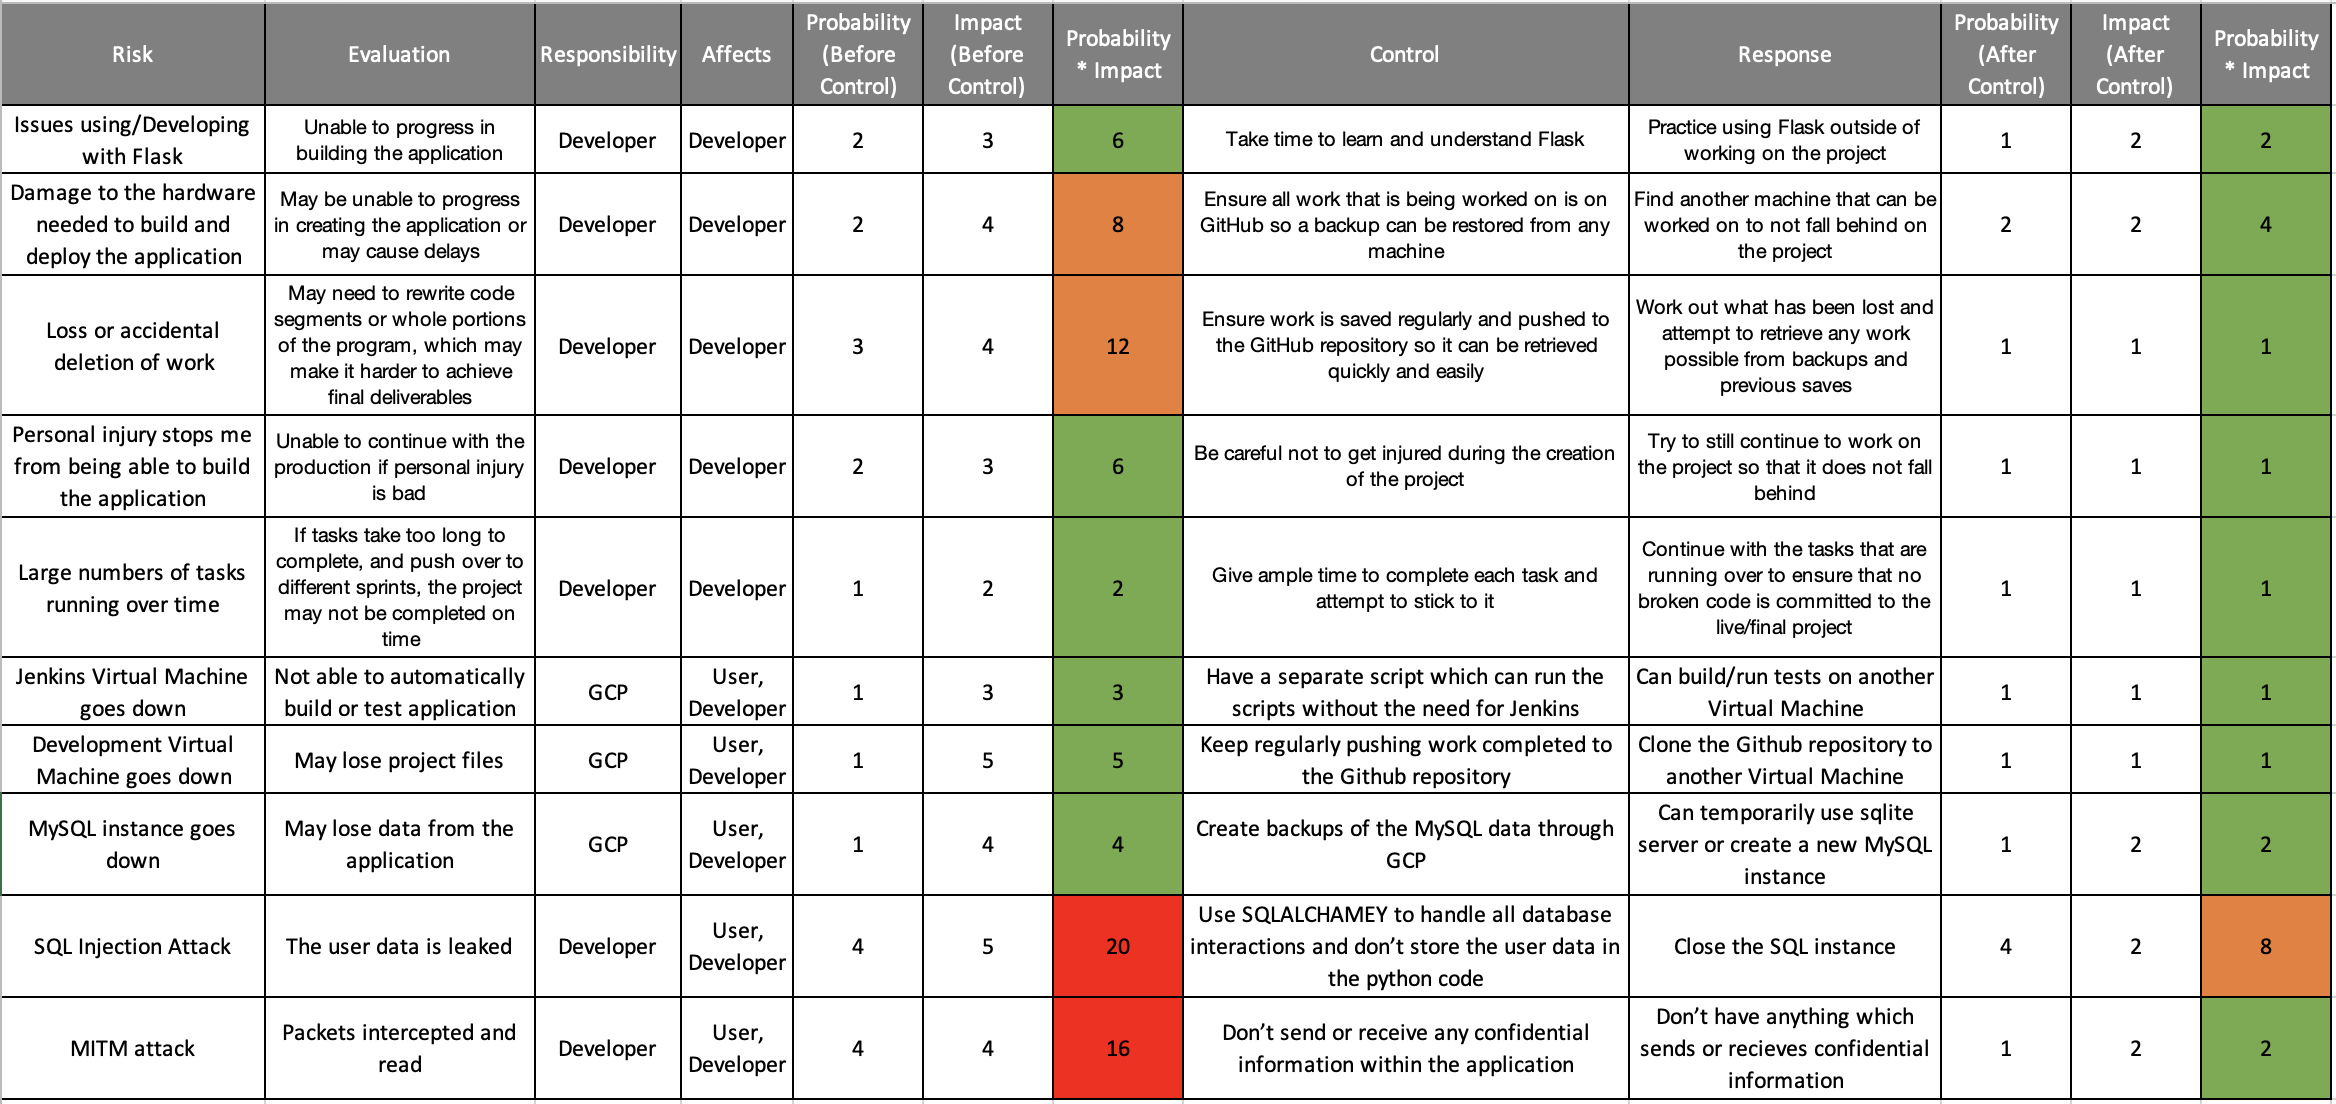 Risk
Evaluation
Responsibility
Affects
Probability
(Before
Control)
Impact
(Before
Control)
Probability
* Impact
Control
Response
Probability
(After
Control)
Impact
(After
Control)
Probability
* Impact
Issues using/Developing
with Flask
Unable to progress in
building the application
Developer
Developer
2
3
6
Take time to learn and understand Flask
Practice using Flask outside of
working on the project
1
2
2
Damage to the hardware
needed to build and
deploy the application
May be unable to progress
in creating the application or
may cause delays
Developer
Developer
2
4
8
Ensure all work that is being worked on is on
GitHub so a backup can be restored from any
machine
Find another machine that can be
worked on to not fall behind on
the project
2
2
4
Loss or accidental
deletion of work
May need to rewrite code
segments or whole portions
of the program, which may
make it harder to achieve
final deliverables
Developer
Developer
3
4
12
Ensure work is saved regularly and pushed to
the GitHub repository so it can be retrieved
quickly and easily
Work out what has been lost and
attempt to retrieve any work
possible from backups and
previous saves
1
1
1
Personal injury stops me
from being able to build
the application
Unable to continue with the
production if personal injury
is bad
Developer
Developer
2
3
6
Be careful not to get injured during the creation
of the project
Try to still continue to work on
the project so that it does not fall
behind
1
1
1
Large numbers of tasks
running over time
If tasks take too long to
complete, and push over to
different sprints, the project
may not be completed on
time
Developer
Developer
1
2
2
Give ample time to complete each task and
attempt to stick to it
Continue with the tasks that are
running over to ensure that no
broken code is committed to the
live/final project
1
1
1
Jenkins Virtual Machine
goes down
Not able to automatically
build or test application
GCP
User,
Developer
1
3
3
Have a separate script which can run the
scripts without the need for Jenkins
Can build/run tests on another
Virtual Machine
1
1
1
Development Virtual
Machine goes down
May lose project files
GCP
User,
Developer
1
5
5
Keep regularly pushing work completed to
the Github repository
Clone the Github repository to
another Virtual Machine
1
1
1
MySQL instance goes
down
May lose data from the
application
GCP
User,
Developer
1
4
4
Create backups of the MySQL data through
GCP
Can temporarily use sqlite
server or create a new MySQL
instance
1
2
2
SQL Injection Attack
The user data is leaked
Developer
User,
Developer
4
5
20
Use SQLALCHAMEY to handle all database
interactions and don’t store the user data in
the python code
Close the SQL instance
4
2
8
MITM attack
Packets intercepted and
read
Developer
User,
Developer
4
4
16
Don’t send or receive any confidential
information within the application
Don’t have anything which
sends or recieves confidential
information
1
2
2